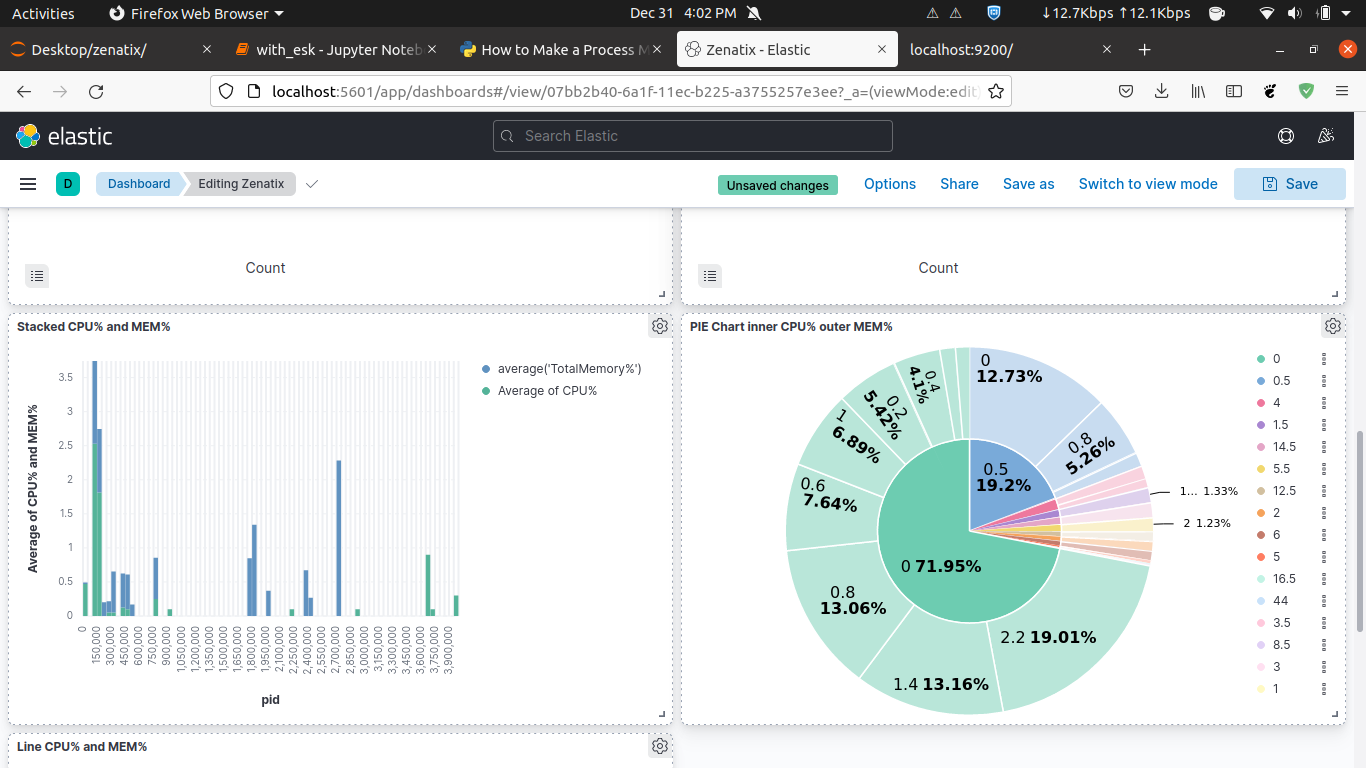 Activities
Firefox Web Browser
Dec 31 4:02 PM
↓12.7Kbps ↑12.1Kbps
Desktop/zenatix/
with_esk - Jupyter Noteb
How to Make a Process M
Zenatix - Elastic
localhost:9200/
localhost:5601/app/dashboards#/view/07bb2b40-6a1f-11ec-b225-a3755257e3ee?_a=(viewMode:edit
elastic
Search Elastic
D
Dashboard
Editing Zenatix
Unsaved changes
Options
Share
Save as
Switch to view mode
Save
Count
Count
Stacked CPU% and MEM%
Average of CPU% and MEM%
3.5
3
2.5
2
1.5
1
0.5
0
0
150,000
300,000
450,000
600,000
750,000
900,000
1,050,000
1,200,000
1,350,000
1,500,000
1,650,000
1,800,000
1,950,000
2,100,000
2,250,000
2,400,000
2,550,000
2,700,000
2,850,000
3,000,000
3,150,000
3,300,000
3,450,000
3,600,000
3,750,000
3,900,000
pid
average('TotalMemory%')
Average of CPU%
PIE Chart inner CPU% outer MEM%
0
12.73%
0.8
5.26%
0.5
19.2%
1... 1.33%
2 1.23%
0 71.95%
2.2 19.01%
1.4 13.16%
0.8
13.06%
0.6
7.64%
1
6.89%
0.2
5.42%
0.4
4.1%
0
0.5
4
1.5
14.5
5.5
12.5
2
6
5
16.5
44
3.5
8.5
3
1
Line CPU% and MEM%